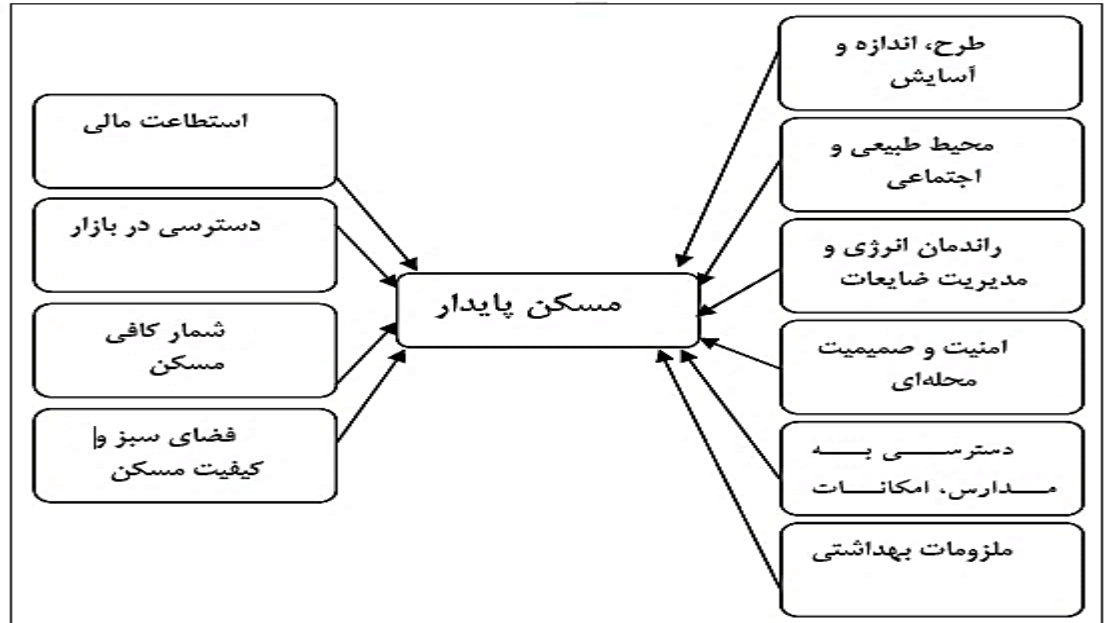 طرح، اندازه و
آسایش
محیط طبیعی و
اجتماعی
راندمان انرژی و
مدیریت ضایعات
امنیت و صمیمیت
محله‌ای
دسترسی به
مدارس، امکانات
ملزومات بهداشتی
مسکن پایدار
استطاعت مالی
دسترسی در بازار
شمار کافی
مسکن
فضای سبز و
کیفیت مسکن